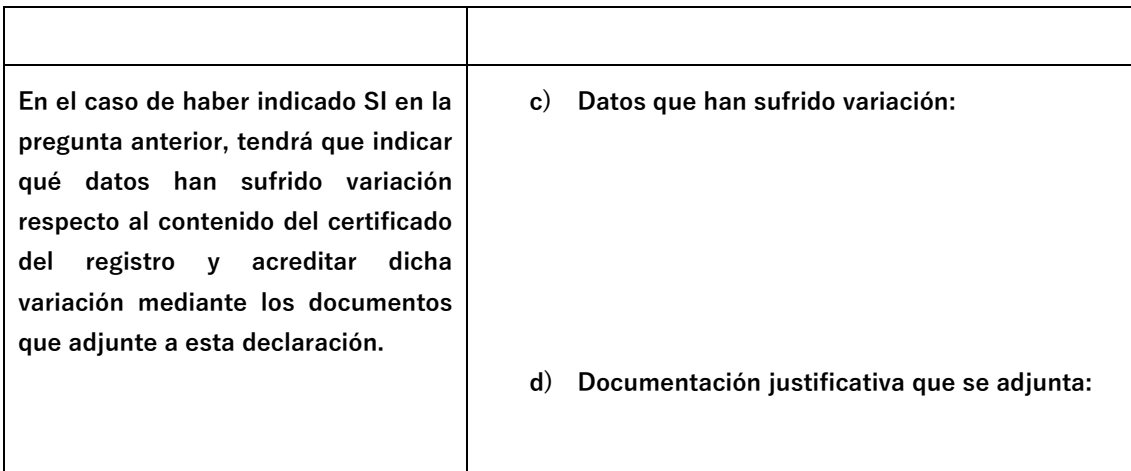 En el caso de haber indicado SI en la
pregunta anterior, tendrá que indicar
qué datos han sufrido variación
respecto al contenido del certificado
del registro y acreditar dicha
variación mediante los documentos
que adjunte a esta declaración.
c) Datos que han sufrido variación:
d) Documentación justificativa que se adjunta: